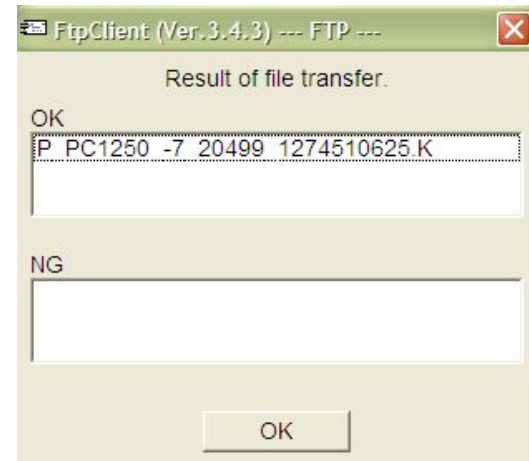 FtpClient (Ver.3.4.3) --- FTP ---
Result of file transfer.
OK
P_PC1250_-7_20499_1274510625.K
NG
OK